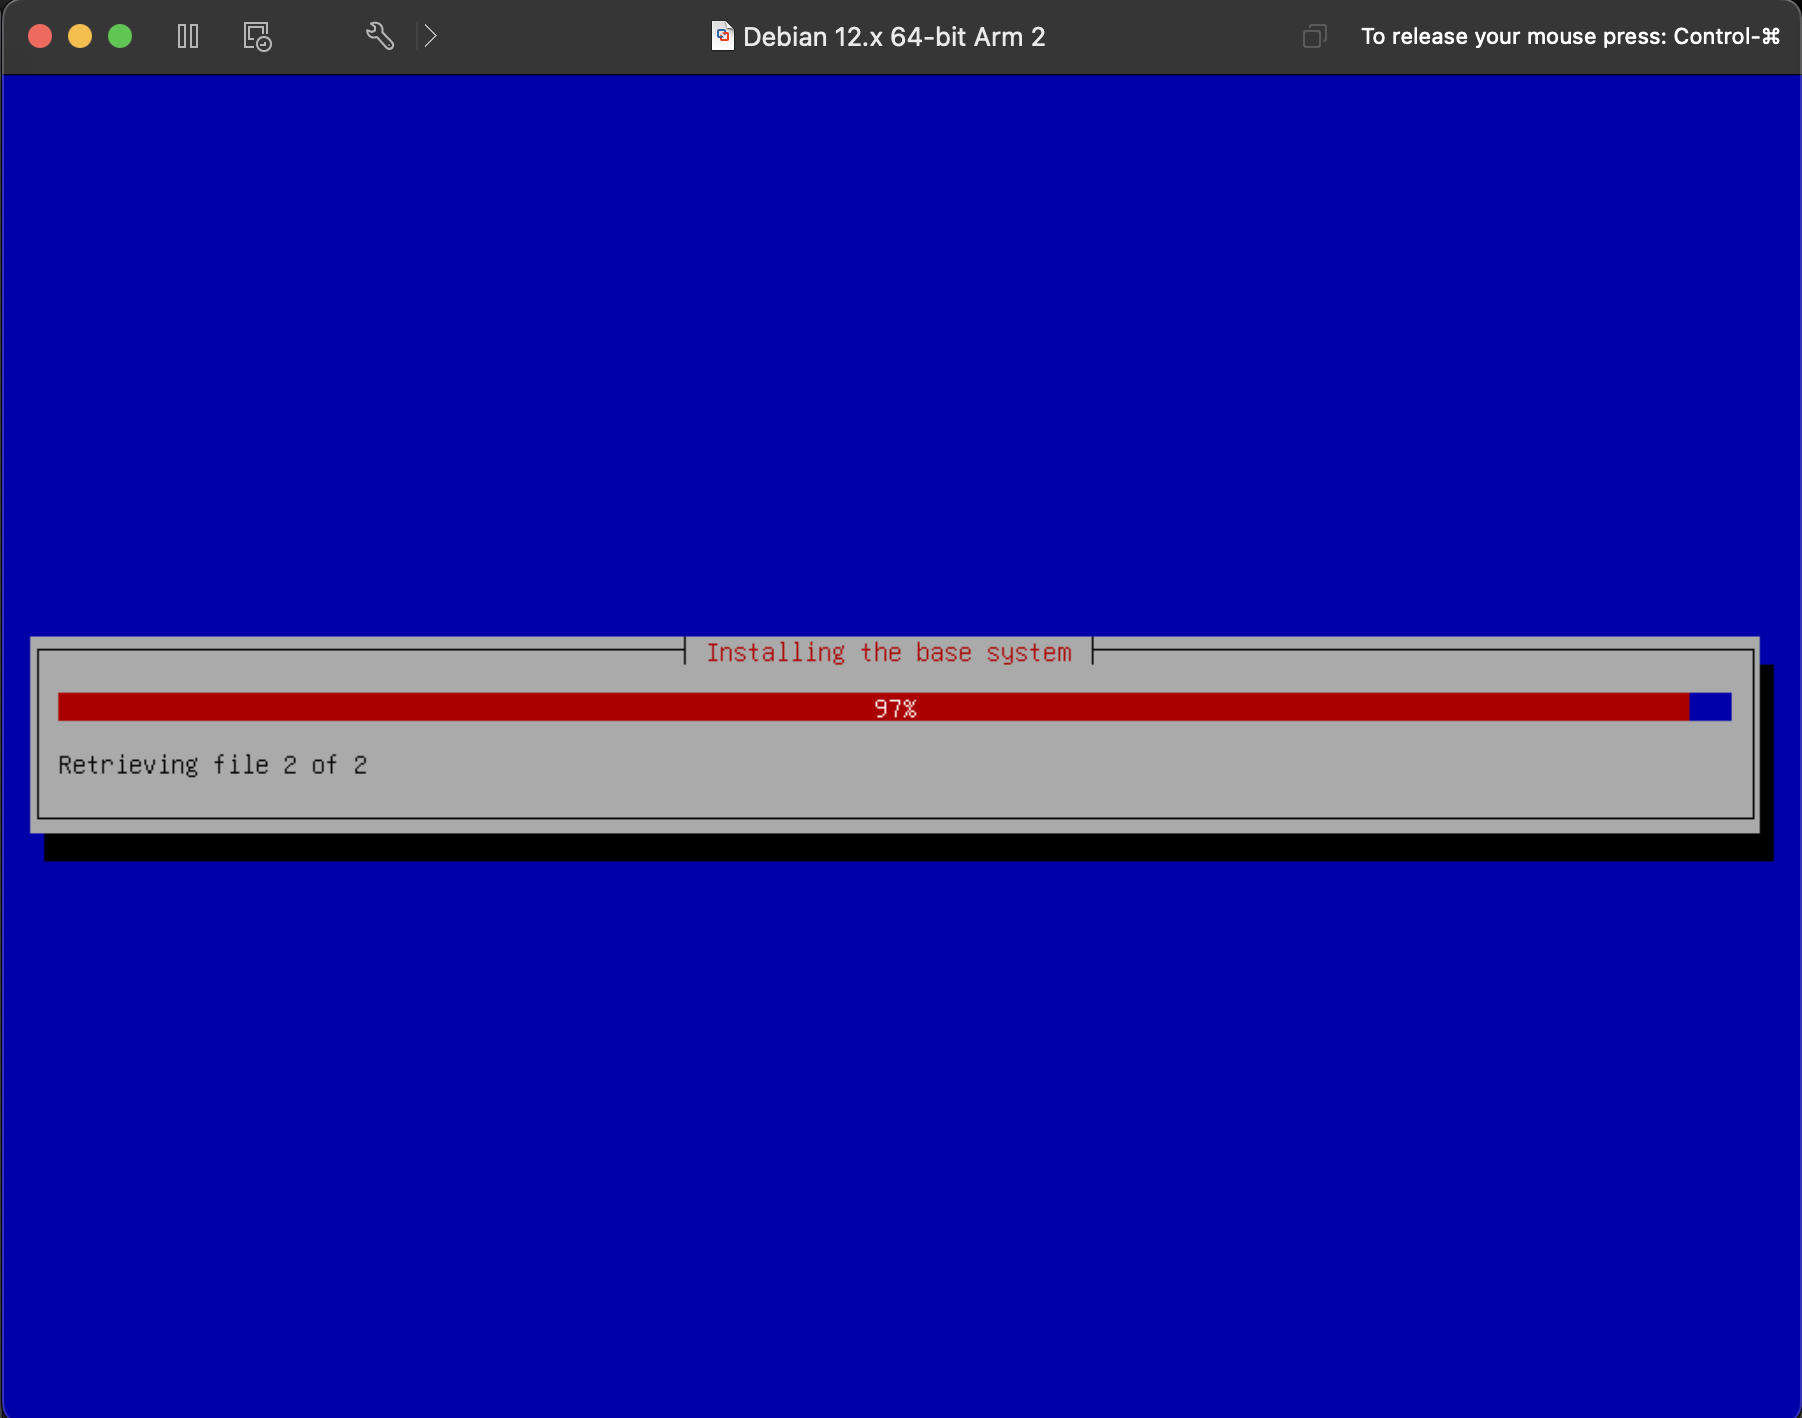 Debian 12.x 64-bit Arm 2
To release your mouse press: Control-⌘
Installing the base system
97%
Retrieving file 2 of 2